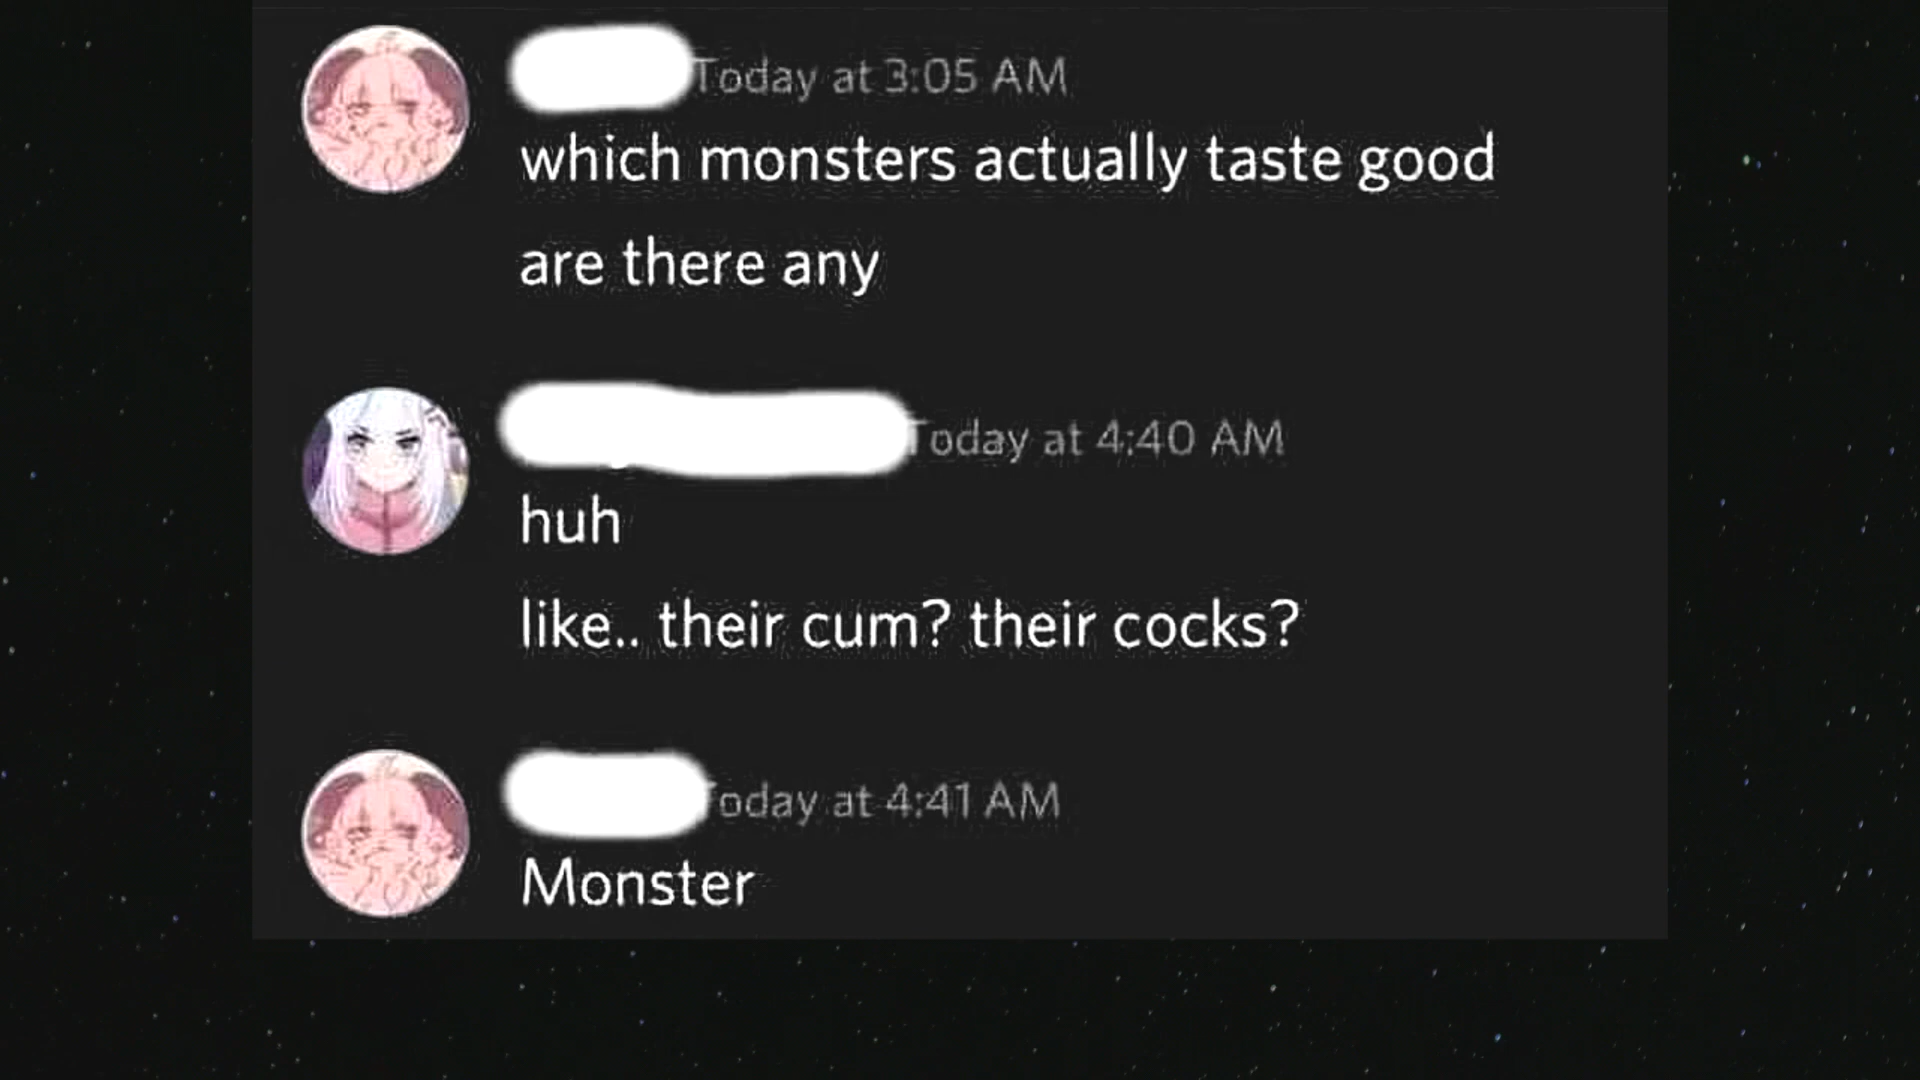 Today at 3:05 AM
which monsters actually taste good
are there any
Today at 4:40 AM
huh
like.. their cum? their cocks?
Today at 4:41 AM
Monster